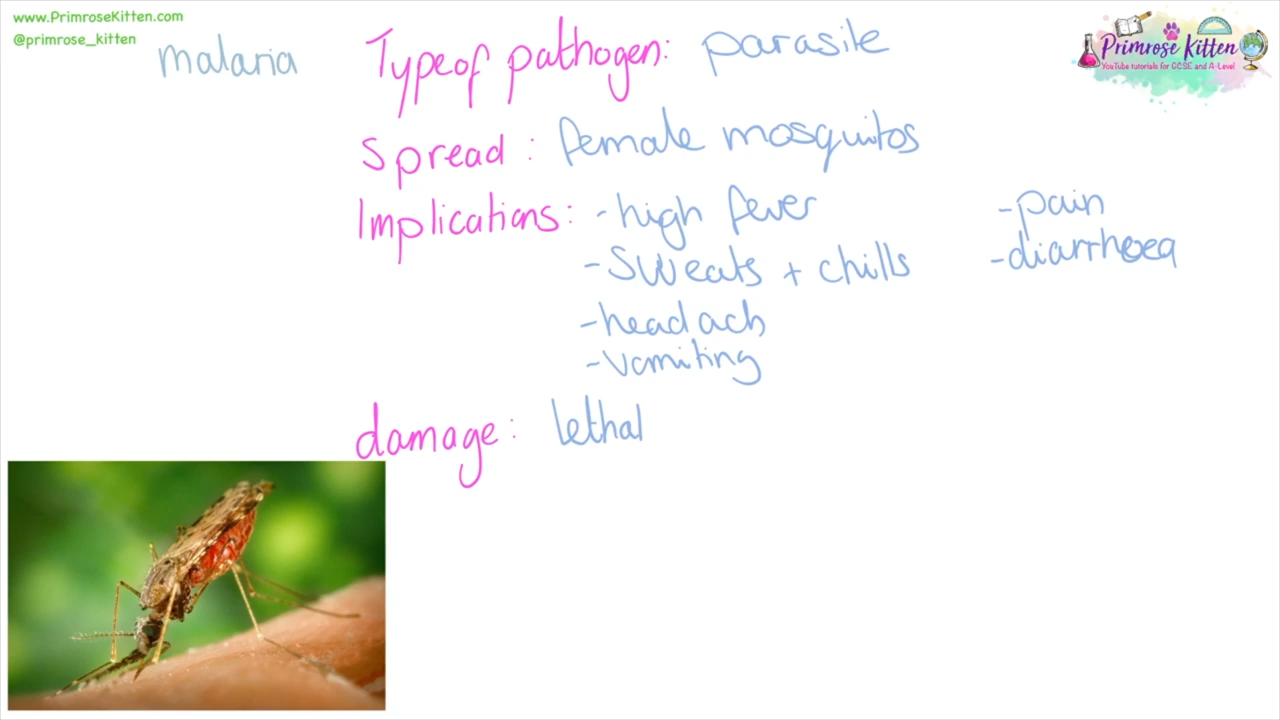 www.PrimroseKitten.com
@primrose_kitten
Primrose Kitten
YouTube tutorials for GCSE and A-Level
malaria
Type of pathogen: parasite
Spread: female mosquitos
Implications: -high fever
-Sweats + chills
-headach
-vomiting
-pain
-diarrhoea
damage: lethal